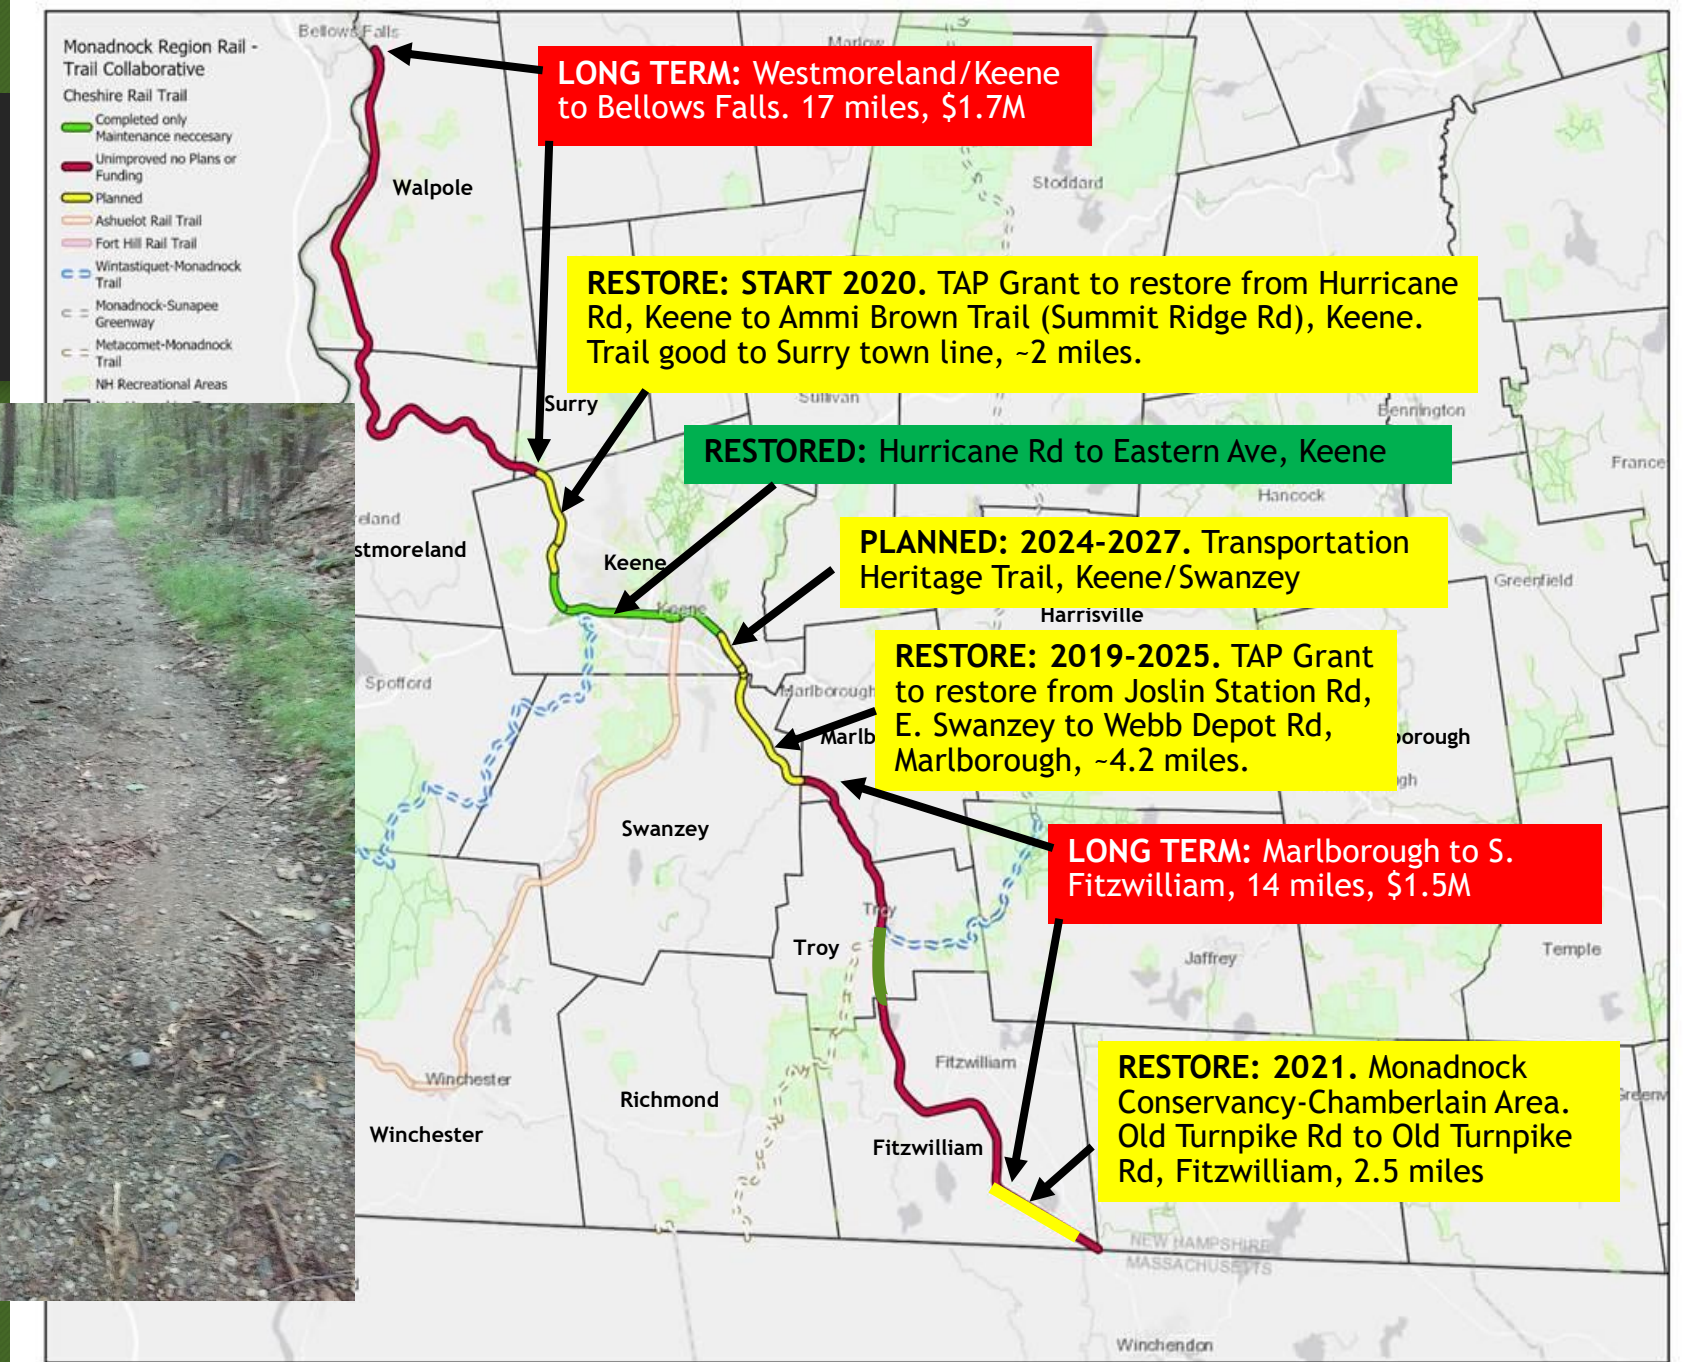 Monadnock Region Rail -
Trail Collaborative
Cheshire Rail Trail
Completed only
Maintenance neccesary
Unimproved no Plans or
Funding
Planned
Ashuelot Rail Trail
Fort Hill Rail Trail
Wintastiquet-Monadnock
Trail
Monadnock-Sunapee
Greenway
Metacomet-Monadnock
Trail
NH Recreational Areas
Bellows Falls
Marlow
LONG TERM: Westmoreland/Keene
to Bellows Falls. 17 miles, $1.7M
Walpole
Stoddard
RESTORE: START 2020. TAP Grant to restore from Hurricane
Rd, Keene to Ammi Brown Trail (Summit Ridge Rd), Keene.
Trail good to Surry town line, ~2 miles.
Surry
Sullivan
Bennington
RESTORED: Hurricane Rd to Eastern Ave, Keene
France
Hancock
eland
stmoreland
Keene
Keene
PLANNED: 2024-2027. Transportation
Heritage Trail, Keene/Swanzey
Greenfield
Harrisville
RESTORE: 2019-2025. TAP Grant
to restore from Joslin Station Rd,
E. Swanzey to Webb Depot Rd,
Marlborough, ~4.2 miles.
Spofford
Marlborough
Marlb
borough
gh
Swanzey
LONG TERM: Marlborough to S.
Fitzwilliam, 14 miles, $1.5M
Troy
Troy
Jaffrey
Temple
Fitzwilliam
RESTORE: 2021. Monadnock
Conservancy-Chamberlain Area.
Old Turnpike Rd to Old Turnpike
Rd, Fitzwilliam, 2.5 miles
Winchester
Richmond
Greenv
Winchester
Fitzwilliam
NEW HAMPSHIRE
MASSACHUSETTS
Winchendon